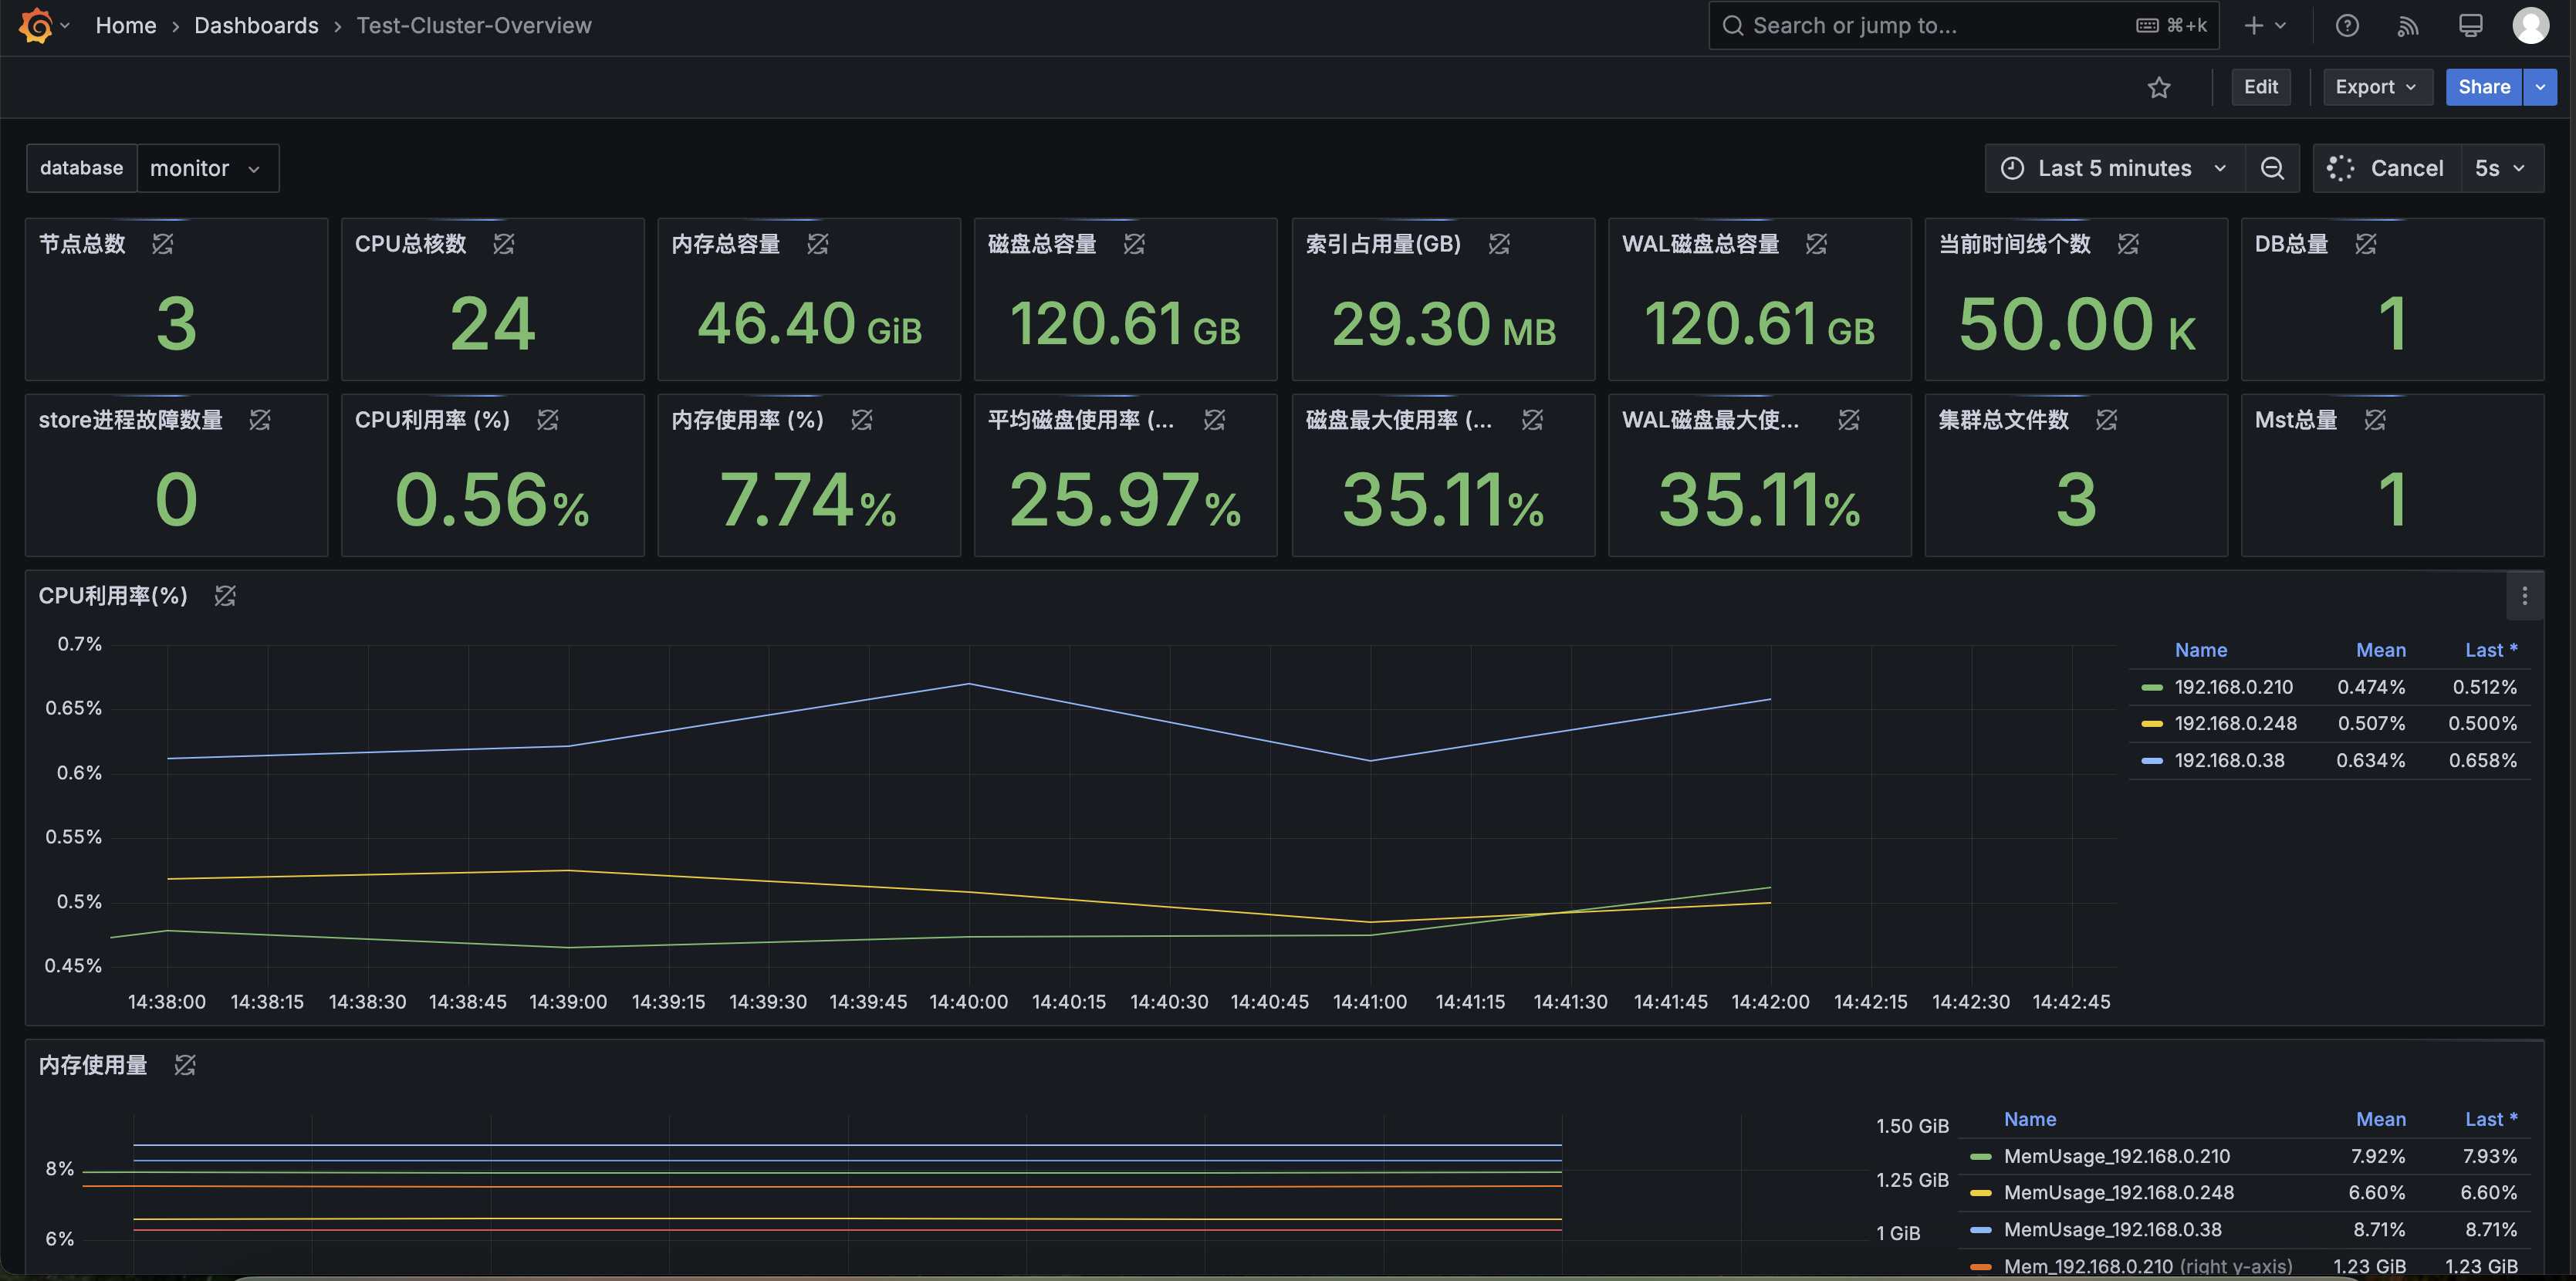 Home › Dashboards › Test-Cluster-Overview
Search or jump to...
⌘+k
Edit
Export
Share
database
monitor
Last 5 minutes
Cancel
5s
节点总数
3
CPU总核数
24
内存总容量
46.40 GiB
磁盘总容量
120.61 GB
索引占用量(GB)
29.30 MB
WAL磁盘总容量
120.61 GB
当前时间线个数
50.00 K
DB总量
1
store进程故障数量
0
CPU利用率 (%)
0.56%
内存使用率 (%)
7.74%
平均磁盘使用率 (...
25.97%
磁盘最大使用率 (...
35.11%
WAL磁盘最大使...
35.11%
集群总文件数
3
Mst总量
1
CPU利用率(%)
0.7%
0.65%
0.6%
0.55%
0.5%
0.45%
14:38:00 14:38:15 14:38:30 14:38:45 14:39:00 14:39:15 14:39:30 14:39:45 14:40:00 14:40:15 14:40:30 14:40:45 14:41:00 14:41:15 14:41:30 14:41:45 14:42:00 14:42:15 14:42:30 14:42:45
Name Mean Last *
192.168.0.210 0.474% 0.512%
192.168.0.248 0.507% 0.500%
192.168.0.38 0.634% 0.658%
内存使用量
8%
6%
1.50 GiB
1.25 GiB
1 GiB
Name Mean Last *
MemUsage_192.168.0.210 7.92% 7.93%
MemUsage_192.168.0.248 6.60% 6.60%
MemUsage_192.168.0.38 8.71% 8.71%
Mem_192.168.0.210 (right y-axis) 1.23 GiB 1.23 GiB